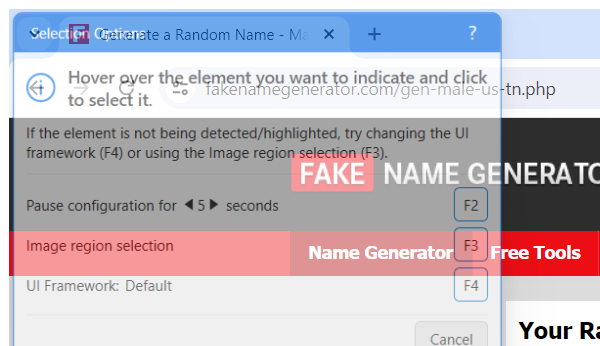 Selection Options
Generate a Random Name - Ma
?
Hover over the element you want to indicate and click
to select it.
fakenamegenerator.com/gen-male-us-tn.php
If the element is not being detected/highlighted, try changing the UI
framework (F4) or using the Image region selection (F3).
FAKE NAME GENERATO
Pause configuration for 5 seconds F2
Image region selection F3
Name Generator Free Tools
UI Framework: Default F4
Cancel
Your Ra